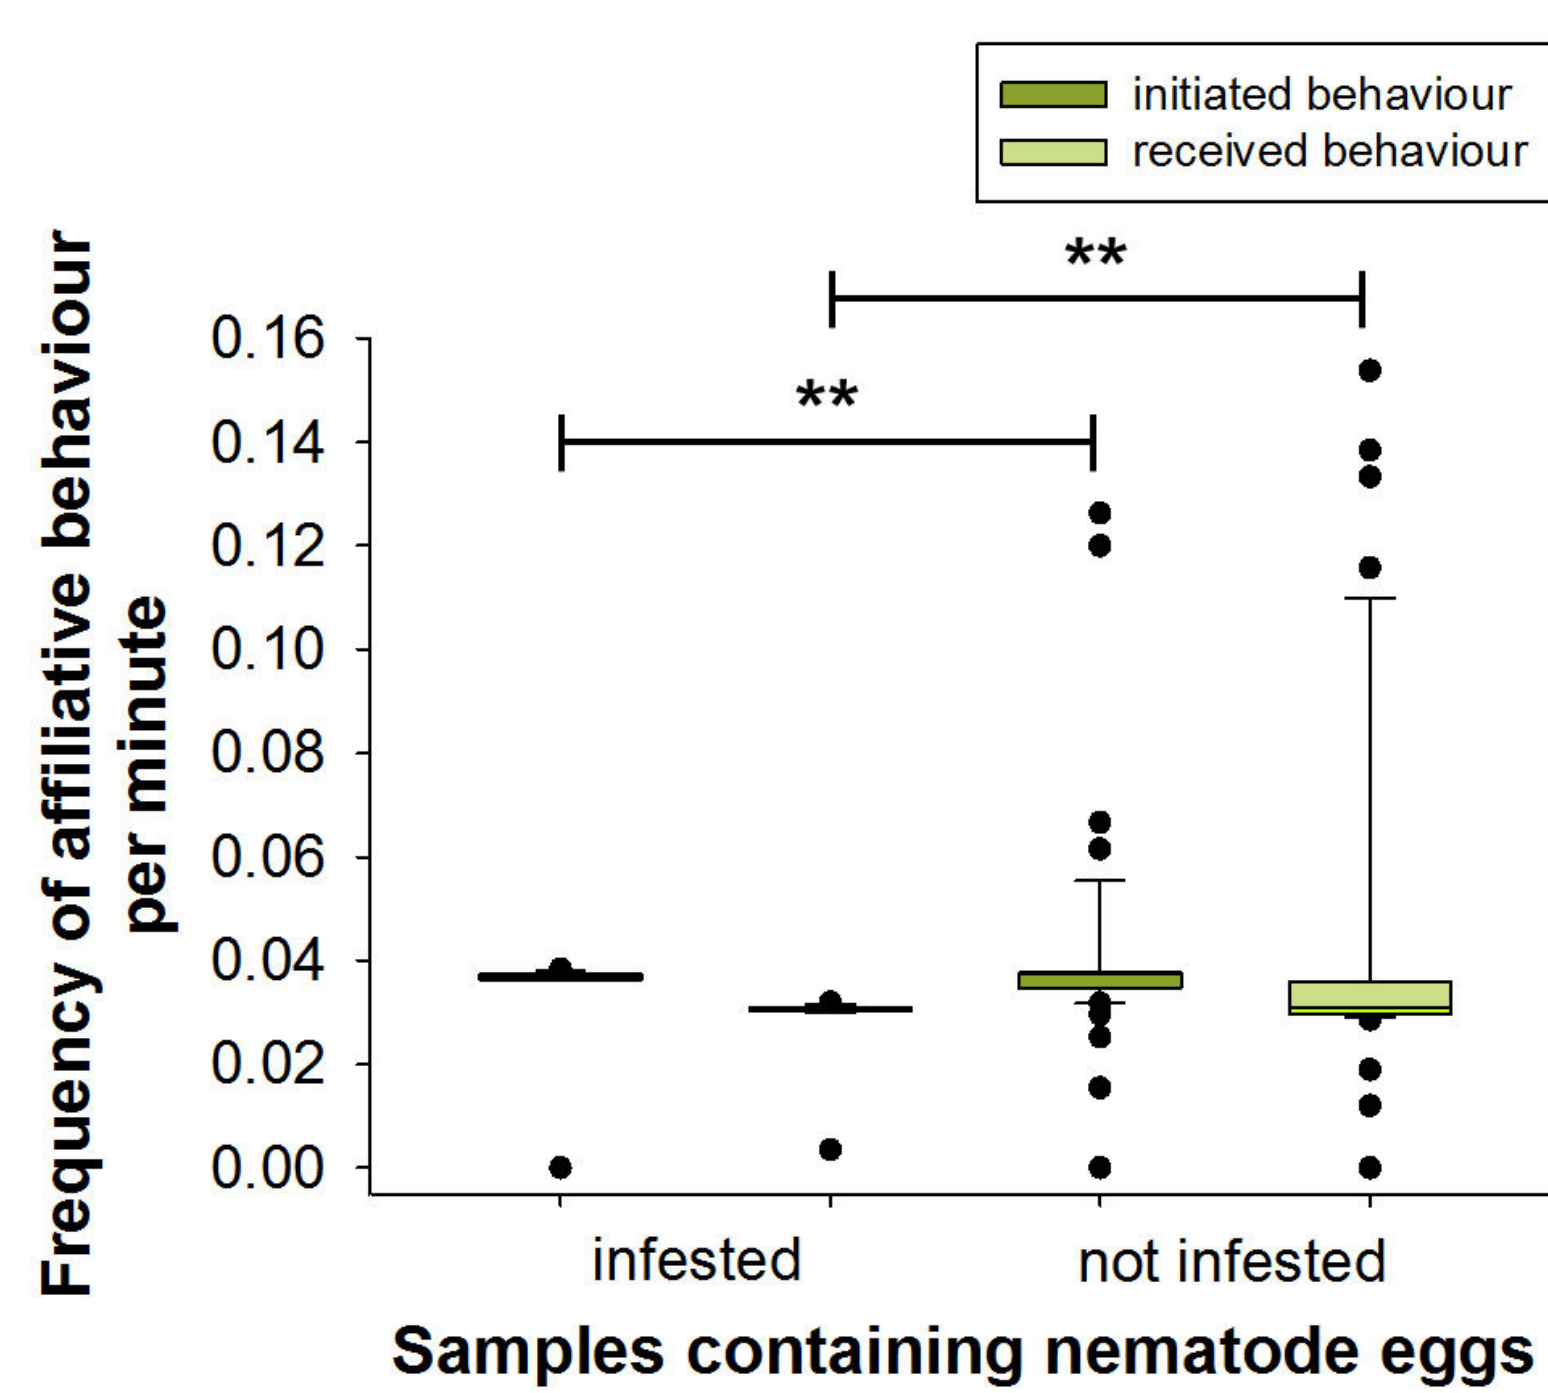 initiated behaviour
received behaviour
**
**
Frequency of affiliative behaviour
per minute
0.16
0.14
0.12
0.10
0.08
0.06
0.04
0.02
0.00
infested
not infested
Samples containing nematode eggs